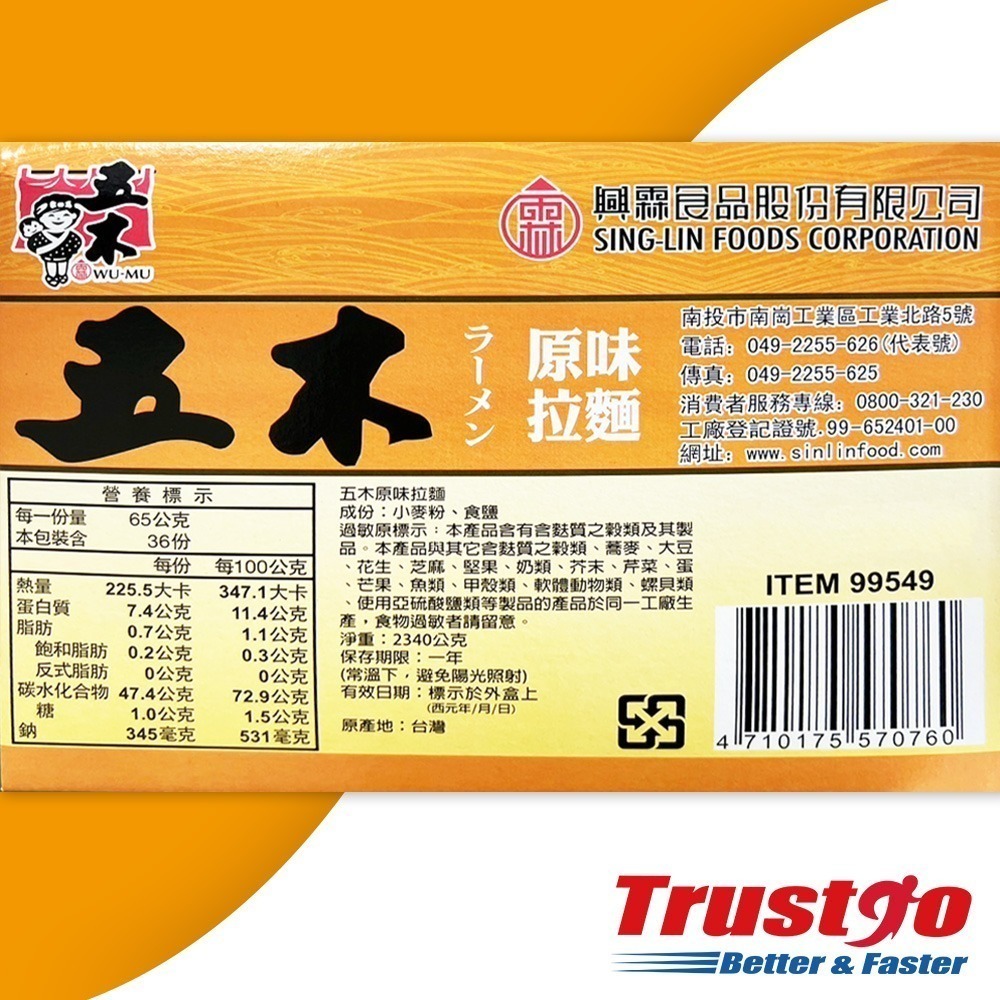 五木
WU-MU
霖
興霖食品股份有限公司
SING-LIN FOODS CORPORATION
五木
ラーメン
原味
拉麵
南投市南崗工業區工業北路5號
電話：049-2255-626(代表號)
傳真：049-2255-625
消費者服務專線：0800-321-230
工廠登記證號.99-652401-00
網址：www.sinlinfood.com
營養標示
每一份量 65公克
本包裝含 36份
每份 每100公克
熱量 225.5大卡 347.1大卡
蛋白質 7.4公克 11.4公克
脂肪 0.7公克 1.1公克
飽和脂肪 0.2公克 0.3公克
反式脂肪 0公克 0公克
碳水化合物 47.4公克 72.9公克
糖 1.0公克 1.5公克
鈉 345毫克 531毫克
五木原味拉麵
成份：小麥粉、食鹽
過敏原標示：本產品含有含麩質之穀類及其製
品。本產品與其它含麩質之穀類、蕎麥、大豆
、花生、芝麻、堅果、奶類、芥末、芹菜、蛋
、芒果、魚類、甲殼類、軟體動物類、螺貝類
、使用亞硫酸鹽類等製品的產品於同一工廠生
產，食物過敏者請留意。
淨重：2340公克
保存期限：一年
(常溫下，避免陽光照射)
有效日期：標示於外盒上
(西元年/月/日)
原產地：台灣
ITEM 99549
4 710175 570760
Trustgo
Better & Faster